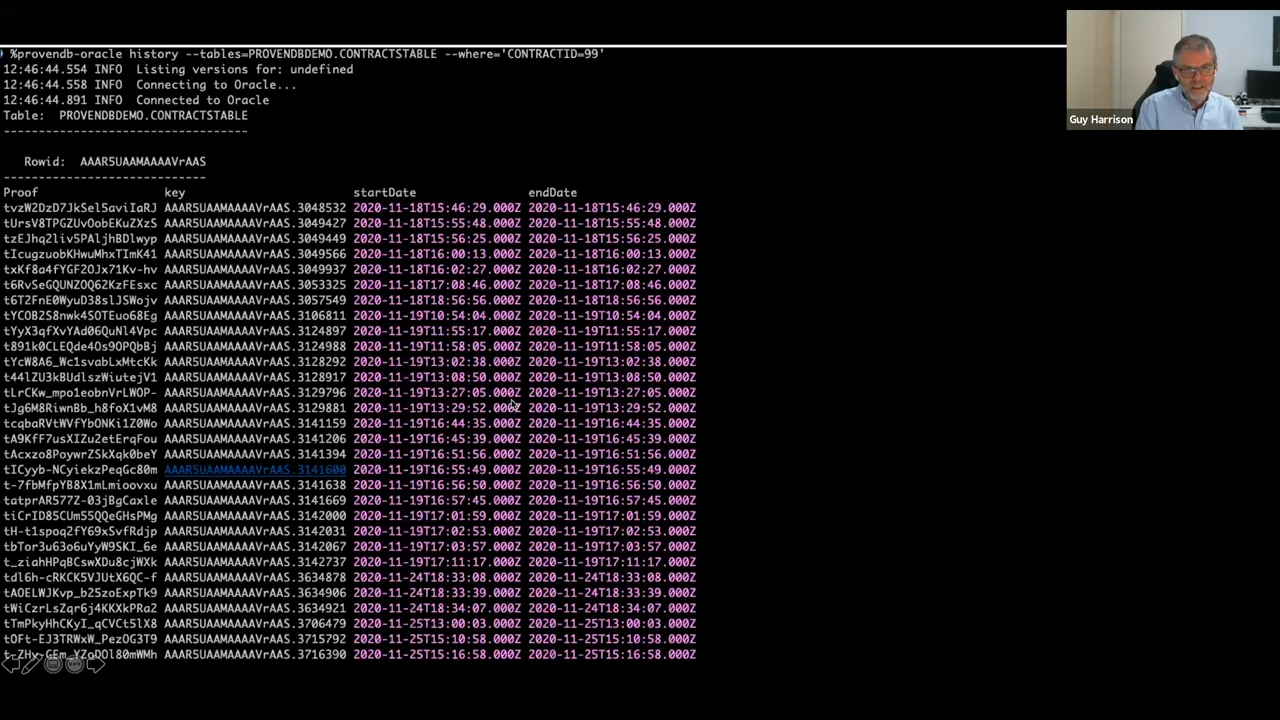 %provendb-oracle history --tables=PROVENDBDEMO.CONTRACTSTABLE --where='CONTRACTID=99'
12:46:44.554 INFO Listing versions for: undefined
12:46:44.558 INFO Connecting to Oracle...
12:46:44.891 INFO Connected to Oracle
Table: PROVENDBDEMO.CONTRACTSTABLE
----------------------------------
Rowid: AAAR5UAAMAAAAVrAAS
-----------------------------
Proof key startDate endDate
tvzW2DzD7JkSel5aviIaRJ AAAR5UAAMAAAAVrAAS.3048532 2020-11-18T15:46:29.000Z 2020-11-18T15:46:29.000Z
tUrsV8TPGZUvOobEKuZXzS AAAR5UAAMAAAAVrAAS.3049427 2020-11-18T15:55:48.000Z 2020-11-18T15:55:48.000Z
tzEJhq2liv5PAljhBDlwyp AAAR5UAAMAAAAVrAAS.3049449 2020-11-18T15:56:25.000Z 2020-11-18T15:56:25.000Z
tIcugzuobKHwuMhxTImK41 AAAR5UAAMAAAAVrAAS.3049566 2020-11-18T16:00:13.000Z 2020-11-18T16:00:13.000Z
txKf8a4fYGF2OJx71Kv-hv AAAR5UAAMAAAAVrAAS.3049937 2020-11-18T16:02:27.000Z 2020-11-18T16:02:27.000Z
t6RvSeGQUNZOQ62KzFEsxc AAAR5UAAMAAAAVrAAS.3053325 2020-11-18T17:08:46.000Z 2020-11-18T17:08:46.000Z
t6T2FnE0WyuD38slJSWojv AAAR5UAAMAAAAVrAAS.3057549 2020-11-18T18:56:56.000Z 2020-11-18T18:56:56.000Z
tYCOB2S8nwk4SOTEuo68Eg AAAR5UAAMAAAAVrAAS.3106811 2020-11-19T10:54:04.000Z 2020-11-19T10:54:04.000Z
tYyX3qfXvYAd06QuNl4Vpc AAAR5UAAMAAAAVrAAS.3124897 2020-11-19T11:55:17.000Z 2020-11-19T11:55:17.000Z
t891k0CLEQde4Os9OPQbBj AAAR5UAAMAAAAVrAAS.3124988 2020-11-19T11:58:05.000Z 2020-11-19T11:58:05.000Z
tYcW8A6_Wc1svabLxMtcKk AAAR5UAAMAAAAVrAAS.3128292 2020-11-19T13:02:38.000Z 2020-11-19T13:02:38.000Z
t44lZU3kBUdlszWiutejV1 AAAR5UAAMAAAAVrAAS.3128917 2020-11-19T13:08:50.000Z 2020-11-19T13:08:50.000Z
tLrCKw_mpo1eobnVrLWOP- AAAR5UAAMAAAAVrAAS.3129796 2020-11-19T13:27:05.000Z 2020-11-19T13:27:05.000Z
tJg6M8RiwnBb_h8foX1vM8 AAAR5UAAMAAAAVrAAS.3129881 2020-11-19T13:29:52.000Z 2020-11-19T13:29:52.000Z
tcqbaRVtWVfYbONKi1Z0Wo AAAR5UAAMAAAAVrAAS.3141159 2020-11-19T16:44:35.000Z 2020-11-19T16:44:35.000Z
tA9KfF7usXIZu2etErqFou AAAR5UAAMAAAAVrAAS.3141206 2020-11-19T16:45:39.000Z 2020-11-19T16:45:39.000Z
tAcxzo8PoywrZSkXqk0beY AAAR5UAAMAAAAVrAAS.3141394 2020-11-19T16:51:56.000Z 2020-11-19T16:51:56.000Z
tICyyb-NCyiekzPeqGc80m AAAR5UAAMAAAAVrAAS.3141600 2020-11-19T16:55:49.000Z 2020-11-19T16:55:49.000Z
t-7fbMfpYB8X1mLmioovxu AAAR5UAAMAAAAVrAAS.3141638 2020-11-19T16:56:50.000Z 2020-11-19T16:56:50.000Z
tatprAR577Z-03jBgCaxle AAAR5UAAMAAAAVrAAS.3141669 2020-11-19T16:57:45.000Z 2020-11-19T16:57:45.000Z
tiCrID85CUm55QQeGHsPMg AAAR5UAAMAAAAVrAAS.3142000 2020-11-19T17:01:59.000Z 2020-11-19T17:01:59.000Z
tH-t1spoq2fY69xSvfRdjp AAAR5UAAMAAAAVrAAS.3142031 2020-11-19T17:02:53.000Z 2020-11-19T17:02:53.000Z
tbTor3u63o6uYyW9SKI_6e AAAR5UAAMAAAAVrAAS.3142067 2020-11-19T17:03:57.000Z 2020-11-19T17:03:57.000Z
t_ziahHPqBCswXDu8cjWXk AAAR5UAAMAAAAVrAAS.3142737 2020-11-19T17:11:17.000Z 2020-11-19T17:11:17.000Z
tdl6h-cRKCK5VJUtX6QC-f AAAR5UAAMAAAAVrAAS.3634878 2020-11-24T18:33:08.000Z 2020-11-24T18:33:08.000Z
tAOELWJKvp_b25zoExpTk9 AAAR5UAAMAAAAVrAAS.3634906 2020-11-24T18:33:39.000Z 2020-11-24T18:33:39.000Z
tWiCzrLsZqr6j4KKXkPRa2 AAAR5UAAMAAAAVrAAS.3634921 2020-11-24T18:34:07.000Z 2020-11-24T18:34:07.000Z
tTmPkyHhCKyI_qCVCt5lX8 AAAR5UAAMAAAAVrAAS.3706479 2020-11-25T13:00:03.000Z 2020-11-25T13:00:03.000Z
tOFt-EJ3TRWxW_PezOG3T9 AAAR5UAAMAAAAVrAAS.3715792 2020-11-25T15:10:58.000Z 2020-11-25T15:10:58.000Z
AAAR5UAAMAAAAVrAAS.3716390 2020-11-25T15:16:58.000Z 2020-11-25T15:16:58.000Z
Guy Harrison